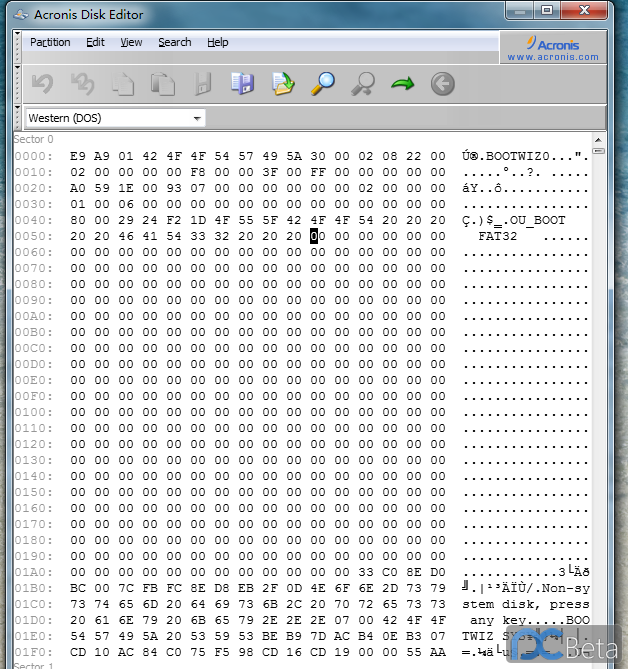 Acronis Disk Editor
Partition Edit View Search Help
Acronis
www.acronis.com
Western (DOS)
Sector 0
0000: E9 A9 01 42 4F 4F 54 57 49 5A 30 00 02 08 22 00 Ú®.BOOTWIZ0...".
0010: 02 00 00 00 00 F8 00 00 3F 00 FF 00 00 00 00 00 .....°..?. .....
0020: A0 59 1E 00 93 07 00 00 00 00 00 00 02 00 00 00 áY..ô...........
0030: 01 00 06 00 00 00 00 00 00 00 00 00 00 00 00 00 ................
0040: 80 00 29 24 F2 1D 4F 55 5F 42 4F 4F 54 20 20 20 Ç.)$‗.OU_BOOT
0050: 20 20 46 41 54 33 32 20 20 20 00 00 00 00 00 00 FAT32 ......
0060: 00 00 00 00 00 00 00 00 00 00 00 00 00 00 00 00 ................
0070: 00 00 00 00 00 00 00 00 00 00 00 00 00 00 00 00 ................
0080: 00 00 00 00 00 00 00 00 00 00 00 00 00 00 00 00 ................
0090: 00 00 00 00 00 00 00 00 00 00 00 00 00 00 00 00 ................
00A0: 00 00 00 00 00 00 00 00 00 00 00 00 00 00 00 00 ................
00B0: 00 00 00 00 00 00 00 00 00 00 00 00 00 00 00 00 ................
00C0: 00 00 00 00 00 00 00 00 00 00 00 00 00 00 00 00 ................
00D0: 00 00 00 00 00 00 00 00 00 00 00 00 00 00 00 00 ................
00E0: 00 00 00 00 00 00 00 00 00 00 00 00 00 00 00 00 ................
00F0: 00 00 00 00 00 00 00 00 00 00 00 00 00 00 00 00 ................
0100: 00 00 00 00 00 00 00 00 00 00 00 00 00 00 00 00 ................
0110: 00 00 00 00 00 00 00 00 00 00 00 00 00 00 00 00 ................
0120: 00 00 00 00 00 00 00 00 00 00 00 00 00 00 00 00 ................
0130: 00 00 00 00 00 00 00 00 00 00 00 00 00 00 00 00 ................
0140: 00 00 00 00 00 00 00 00 00 00 00 00 00 00 00 00 ................
0150: 00 00 00 00 00 00 00 00 00 00 00 00 00 00 00 00 ................
0160: 00 00 00 00 00 00 00 00 00 00 00 00 00 00 00 00 ................
0170: 00 00 00 00 00 00 00 00 00 00 00 00 00 00 00 00 ................
0180: 00 00 00 00 00 00 00 00 00 00 00 00 00 00 00 00 ................
0190: 00 00 00 00 00 00 00 00 00 00 00 00 00 00 00 00 ................
01A0: 00 00 00 00 00 00 00 00 00 00 00 00 33 C0 8E D0 ............3└Äð
01B0: BC 00 7C FB FC 8E D8 EB 2F 0D 4E 6F 6E 2D 73 79 ╝.|¹³ÄÏÙ/.Non-sy
01C0: 73 74 65 6D 20 64 69 73 6B 2C 20 70 72 65 73 73 stem disk, press
01D0: 20 61 6E 79 20 6B 65 79 2E 2E 2E 07 00 42 4F 4F any key.....BOO
01E0: 54 57 49 5A 20 53 59 53 BE B9 7D AC B4 0E B3 07 TWIZ SYS
01F0: CD 10 AC 84 C0 75 F5 98 CD 16 CD 19 00 00 55 AA
Sector 1
PCBeta